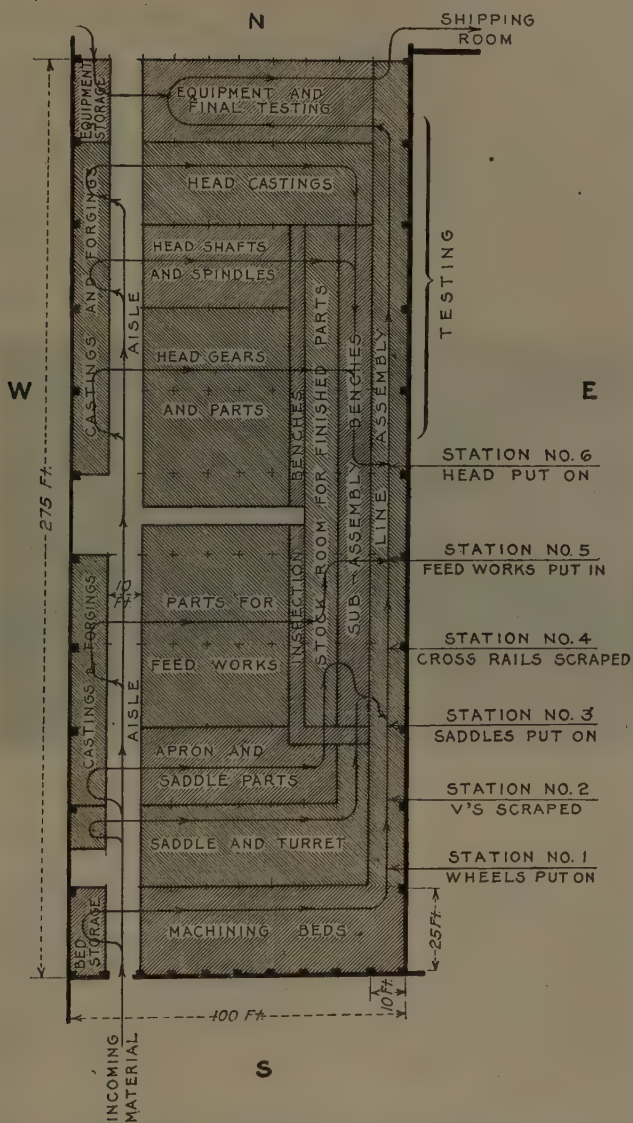 N
SHIPPING
ROOM
EQUIPMENT
STORAGE
EQUIPMENT AND
FINAL TESTING
CASTINGS AND FORGINGS
HEAD CASTINGS
HEAD SHAFTS
AND SPINDLES
AISLE
TESTING
HEAD GEARS
AND PARTS
W
E
275 Ft.
INSPECTION BENCHES
STOCK ROOM FOR FINISHED PARTS
SUB-ASSEMBLY BENCHES
LINE ASSEMBLY
STATION NO. 6
HEAD PUT ON
STATION NO. 5
FEED WORKS PUT IN
10
Ft.
PARTS FOR
FEED WORKS
STATION NO. 4
CROSS RAILS SCRAPED
CASTINGS & FORGINGS
AISLE
STATION NO. 3
SADDLES PUT ON
APRON AND
SADDLE PARTS
STATION NO. 2
V'S SCRAPED
SADDLE AND TURRET
STATION NO. 1
WHEELS PUT ON
BED
STORAGE
MACHINING BEDS
25 Ft.
10 Ft.
100 Ft.
INCOMING
MATERIAL
S